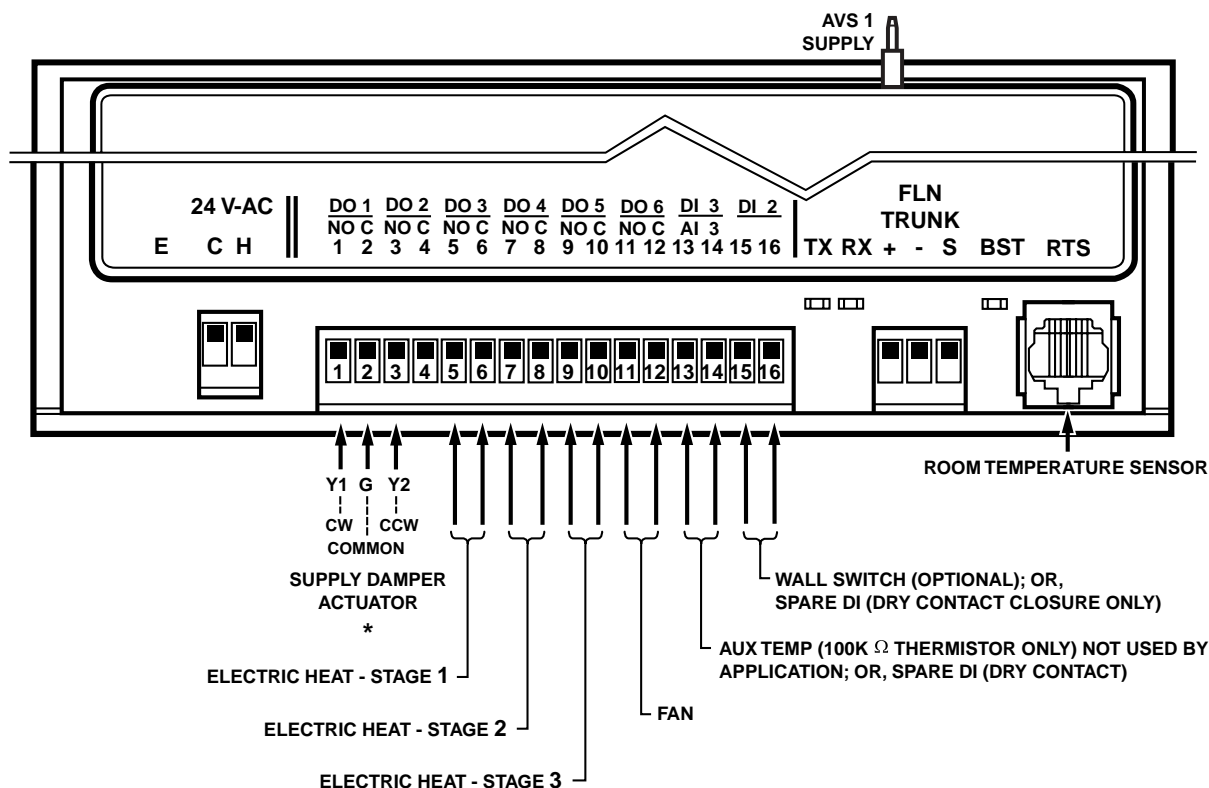 AVS 1
SUPPLY
24 V-AC
E C H
DO 1 DO 2 DO 3 DO 4 DO 5 DO 6 DI 3 DI 2
NO C NO C NO C NO C NO C NO C AI 3
1 2 3 4 5 6 7 8 9 10 11 12 13 14 15 16
FLN
TRUNK
TX RX + - S BST RTS
1 2 3 4 5 6 7 8 9 10 11 12 13 14 15 16
ROOM TEMPERATURE SENSOR
Y1 G Y2
CW CCW
COMMON
SUPPLY DAMPER
ACTUATOR
*
WALL SWITCH (OPTIONAL); OR,
SPARE DI (DRY CONTACT CLOSURE ONLY)
AUX TEMP (100K Ω THERMISTOR ONLY) NOT USED BY
APPLICATION; OR, SPARE DI (DRY CONTACT)
ELECTRIC HEAT - STAGE 1
FAN
ELECTRIC HEAT - STAGE 2
ELECTRIC HEAT - STAGE 3